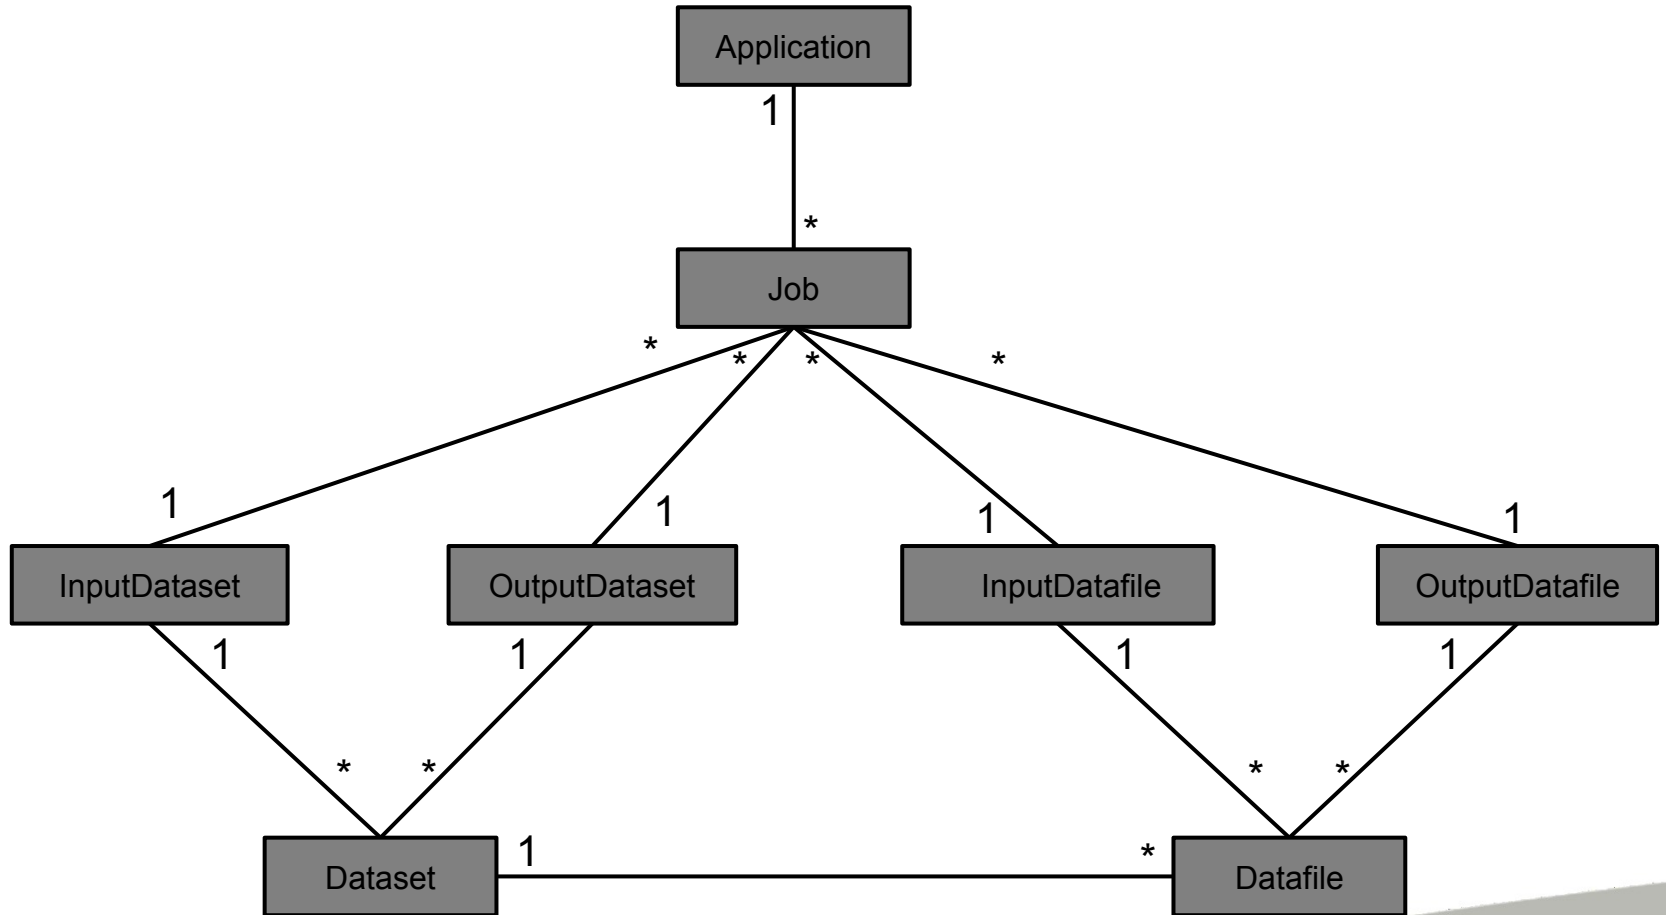 Application
1
*
Job
* * * *
1 1 1 1
InputDataset OutputDataset InputDatafile OutputDatafile
1 1 1 1
* * * *
1 *
Dataset Datafile